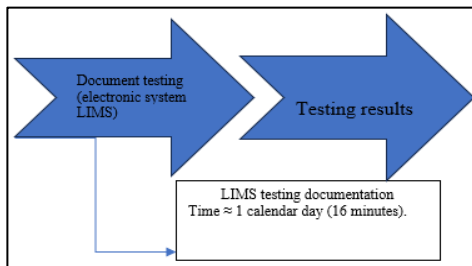 Document testing
(electronic system
LIMS)
Testing results
LIMS testing documentation
Time ≈ 1 calendar day (16 minutes).